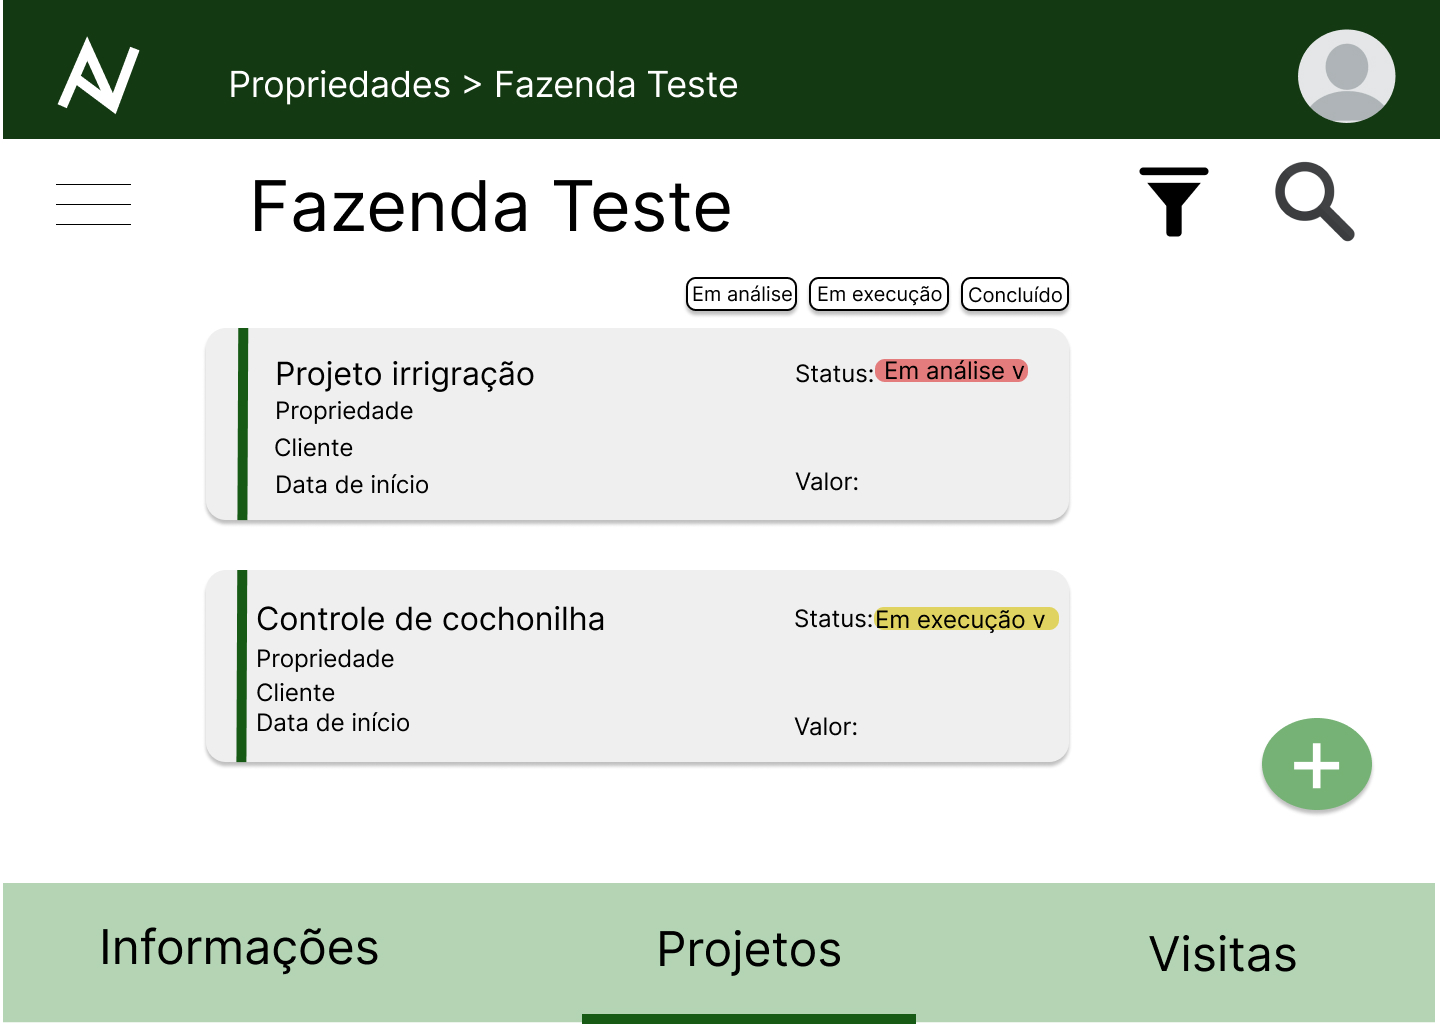 Propriedades > Fazenda Teste
Fazenda Teste
Em análise
Em execução
Concluído
Projeto irrigração
Status: Em análise v
Propriedade
Cliente
Data de início
Valor:
Controle de cochonilha
Status: Em execução v
Propriedade
Cliente
Data de início
Valor:
Informações
Projetos
Visitas